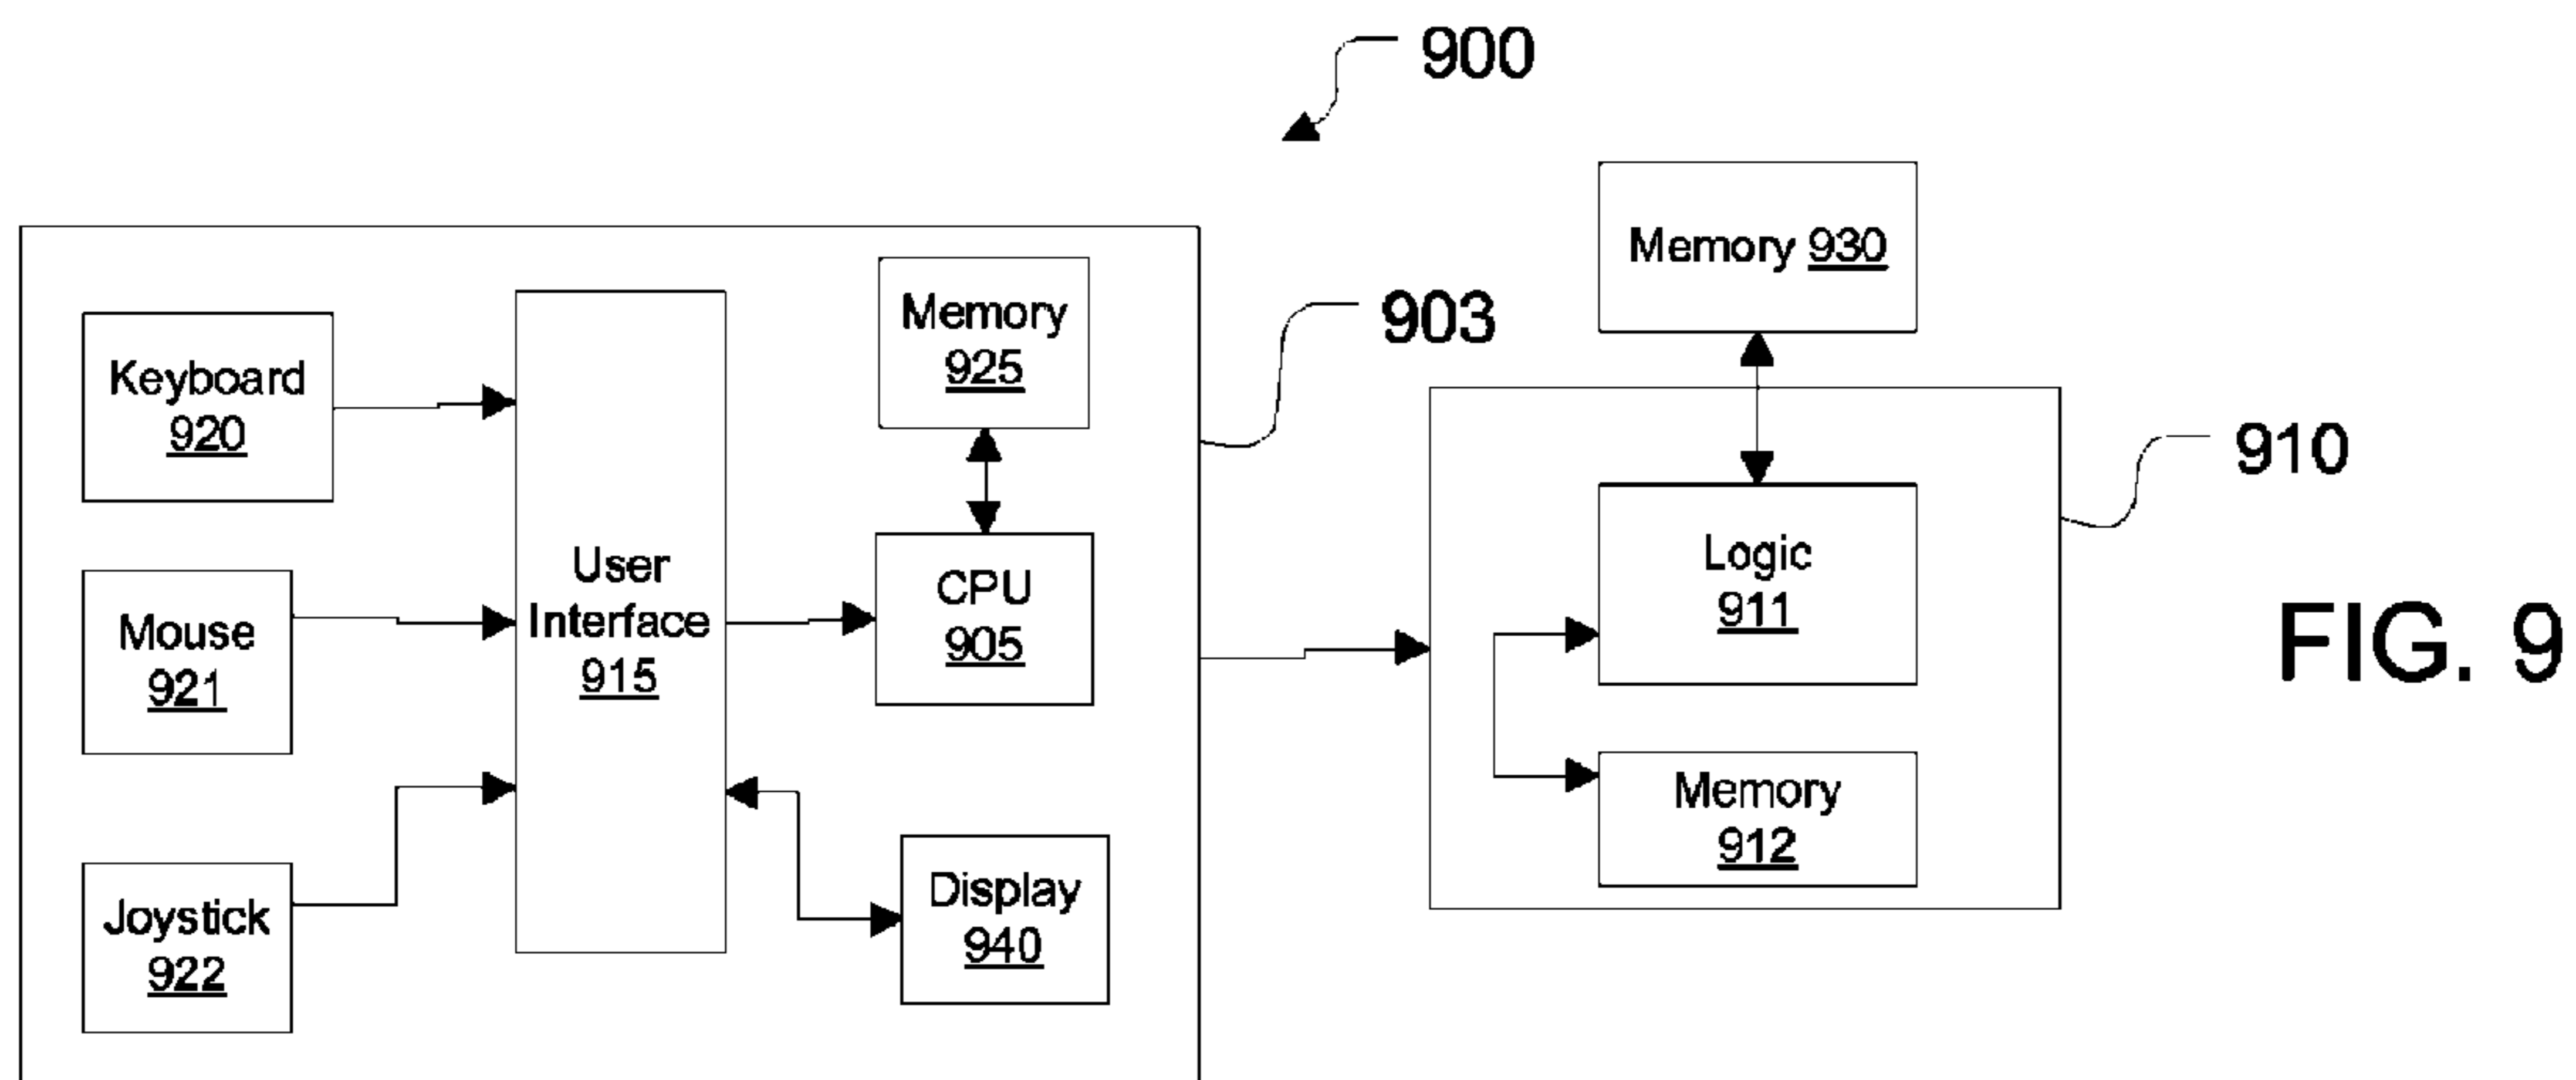 900
Memory 930
Memory
925
903
Keyboard
920
910
User
Interface
915
CPU
905
Logic
911
FIG. 9
Mouse
921
Memory
912
Display
940
Joystick
922